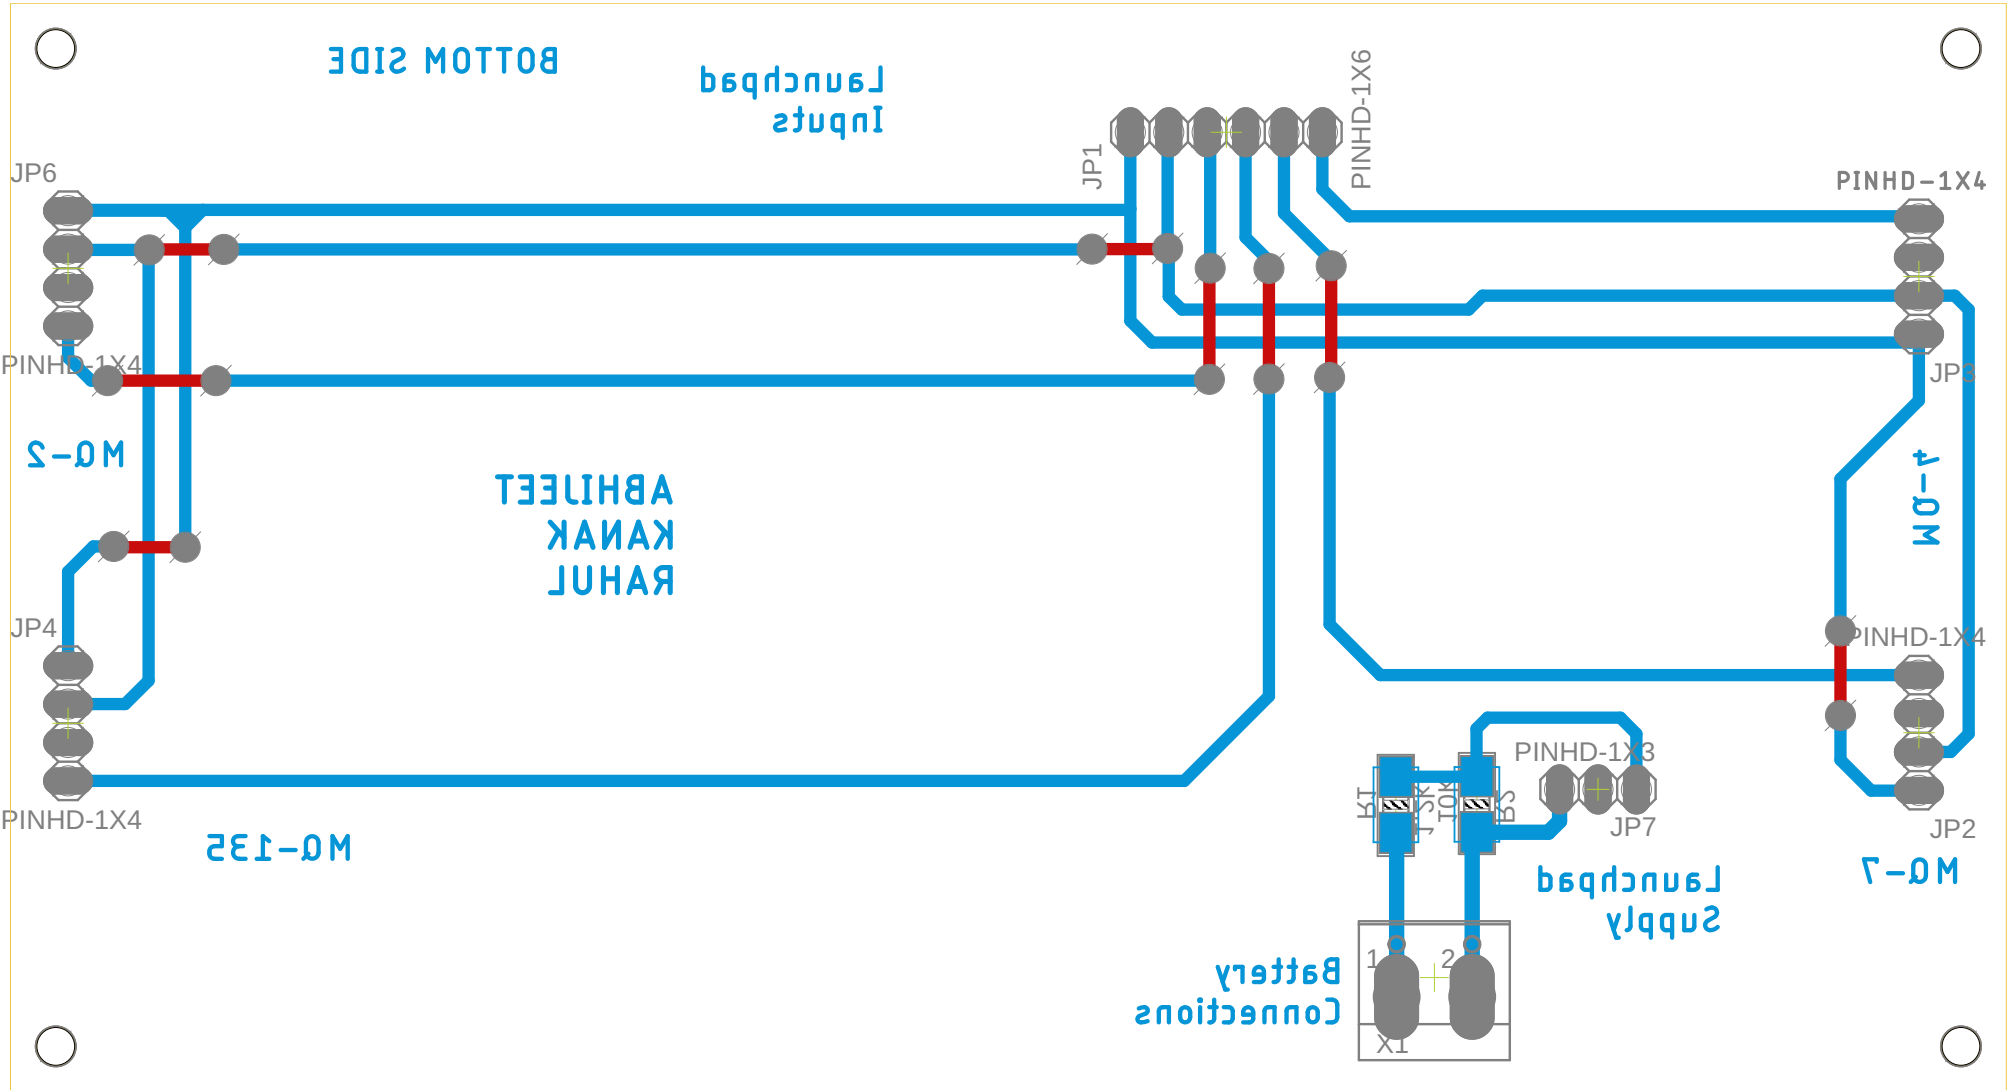 BOTTOM SIDE
Launchpad
Inputs
JP1
PINHD-1X6
JP6
PINHD-1X4
PINHD-1X4
JP3
MQ-2
MQ-4
ABHIJEET
KANAK
RAHUL
JP4
PINHD-1X4
PINHD-1X4
JP2
MQ-135
MQ-7
PINHD-1X3
JP7
R1
10K
Launchpad
Supply
Battery
Connections
1
2
X1